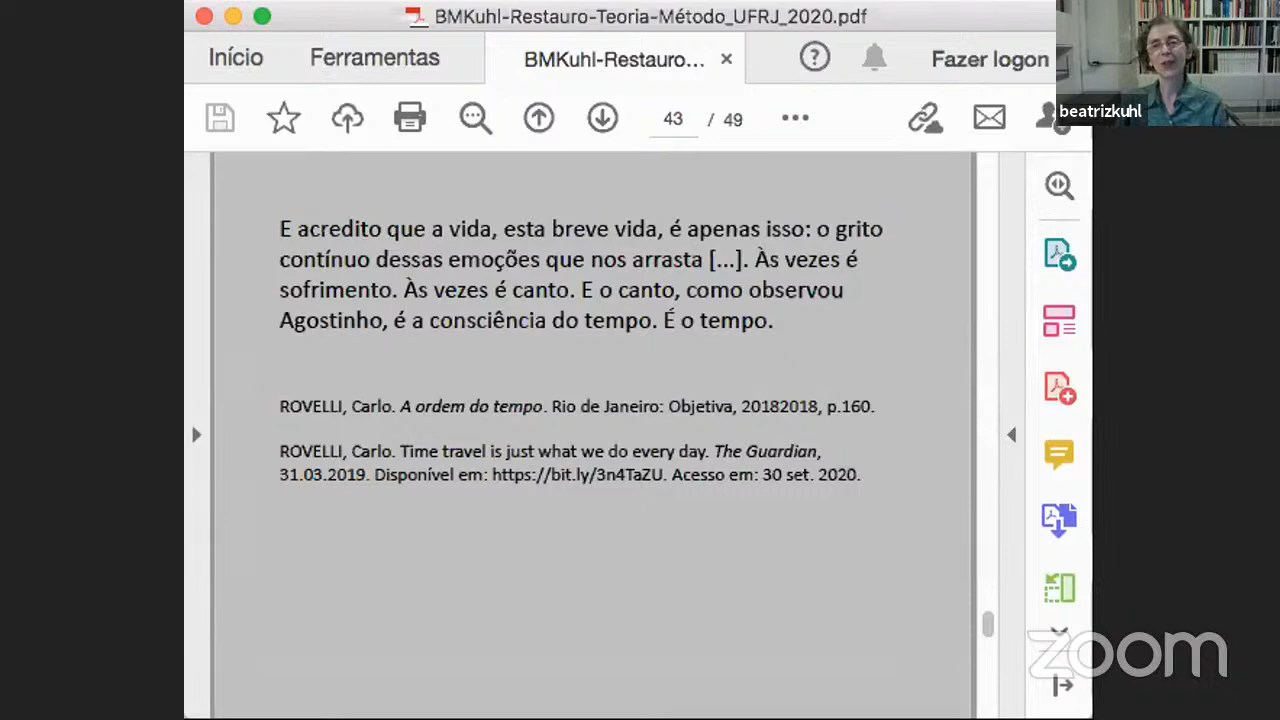 BMKuhl-Restauro-Teoria-Método_UFRJ_2020.pdf
Início
Ferramentas
BMKuhl-Restauro...
Fazer logon
beatrizkuhl
43 / 49
E acredito que a vida, esta breve vida, é apenas isso: o grito
contínuo dessas emoções que nos arrasta [...]. Às vezes é
sofrimento. Às vezes é canto. E o canto, como observou
Agostinho, é a consciência do tempo. É o tempo.
ROVELLI, Carlo. A ordem do tempo. Rio de Janeiro: Objetiva, 20182018, p.160.
ROVELLI, Carlo. Time travel is just what we do every day. The Guardian,
31.03.2019. Disponível em: https://bit.ly/3n4TaZU. Acesso em: 30 set. 2020.
zoom